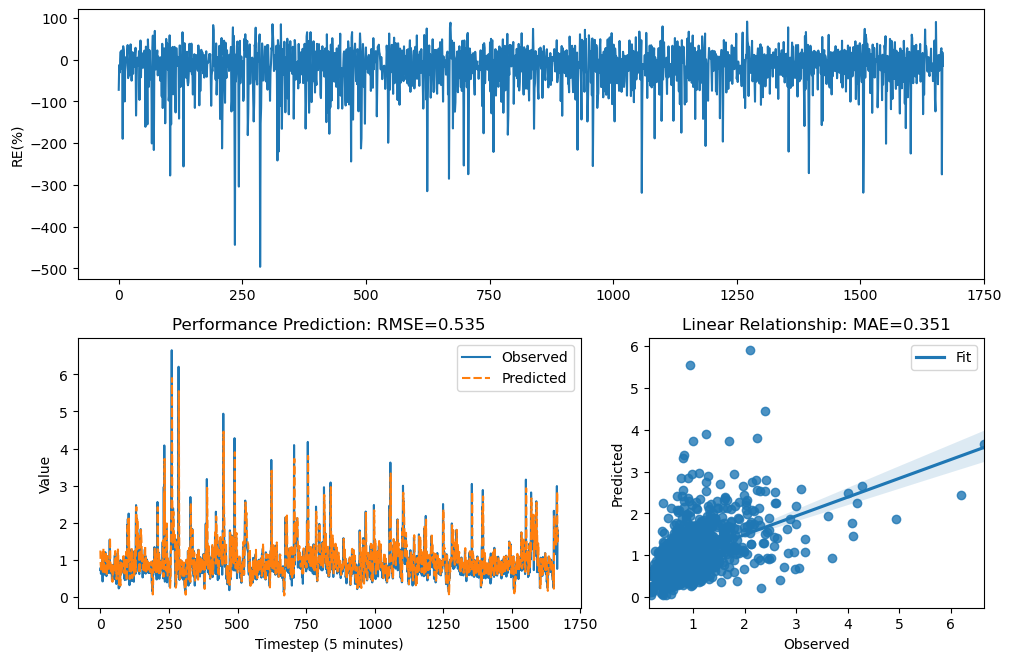 RE(%)
100
0
−100
−200
−300
−400
−500
0 250 500 750 1000 1250 1500 1750
Performance Prediction: RMSE=0.535
Value
6
5
4
3
2
1
0
Observed
Predicted
0 250 500 750 1000 1250 1500 1750
Timestep (5 minutes)
Linear Relationship: MAE=0.351
Predicted
6
5
4
3
2
1
0
Fit
1 2 3 4 5 6
Observed